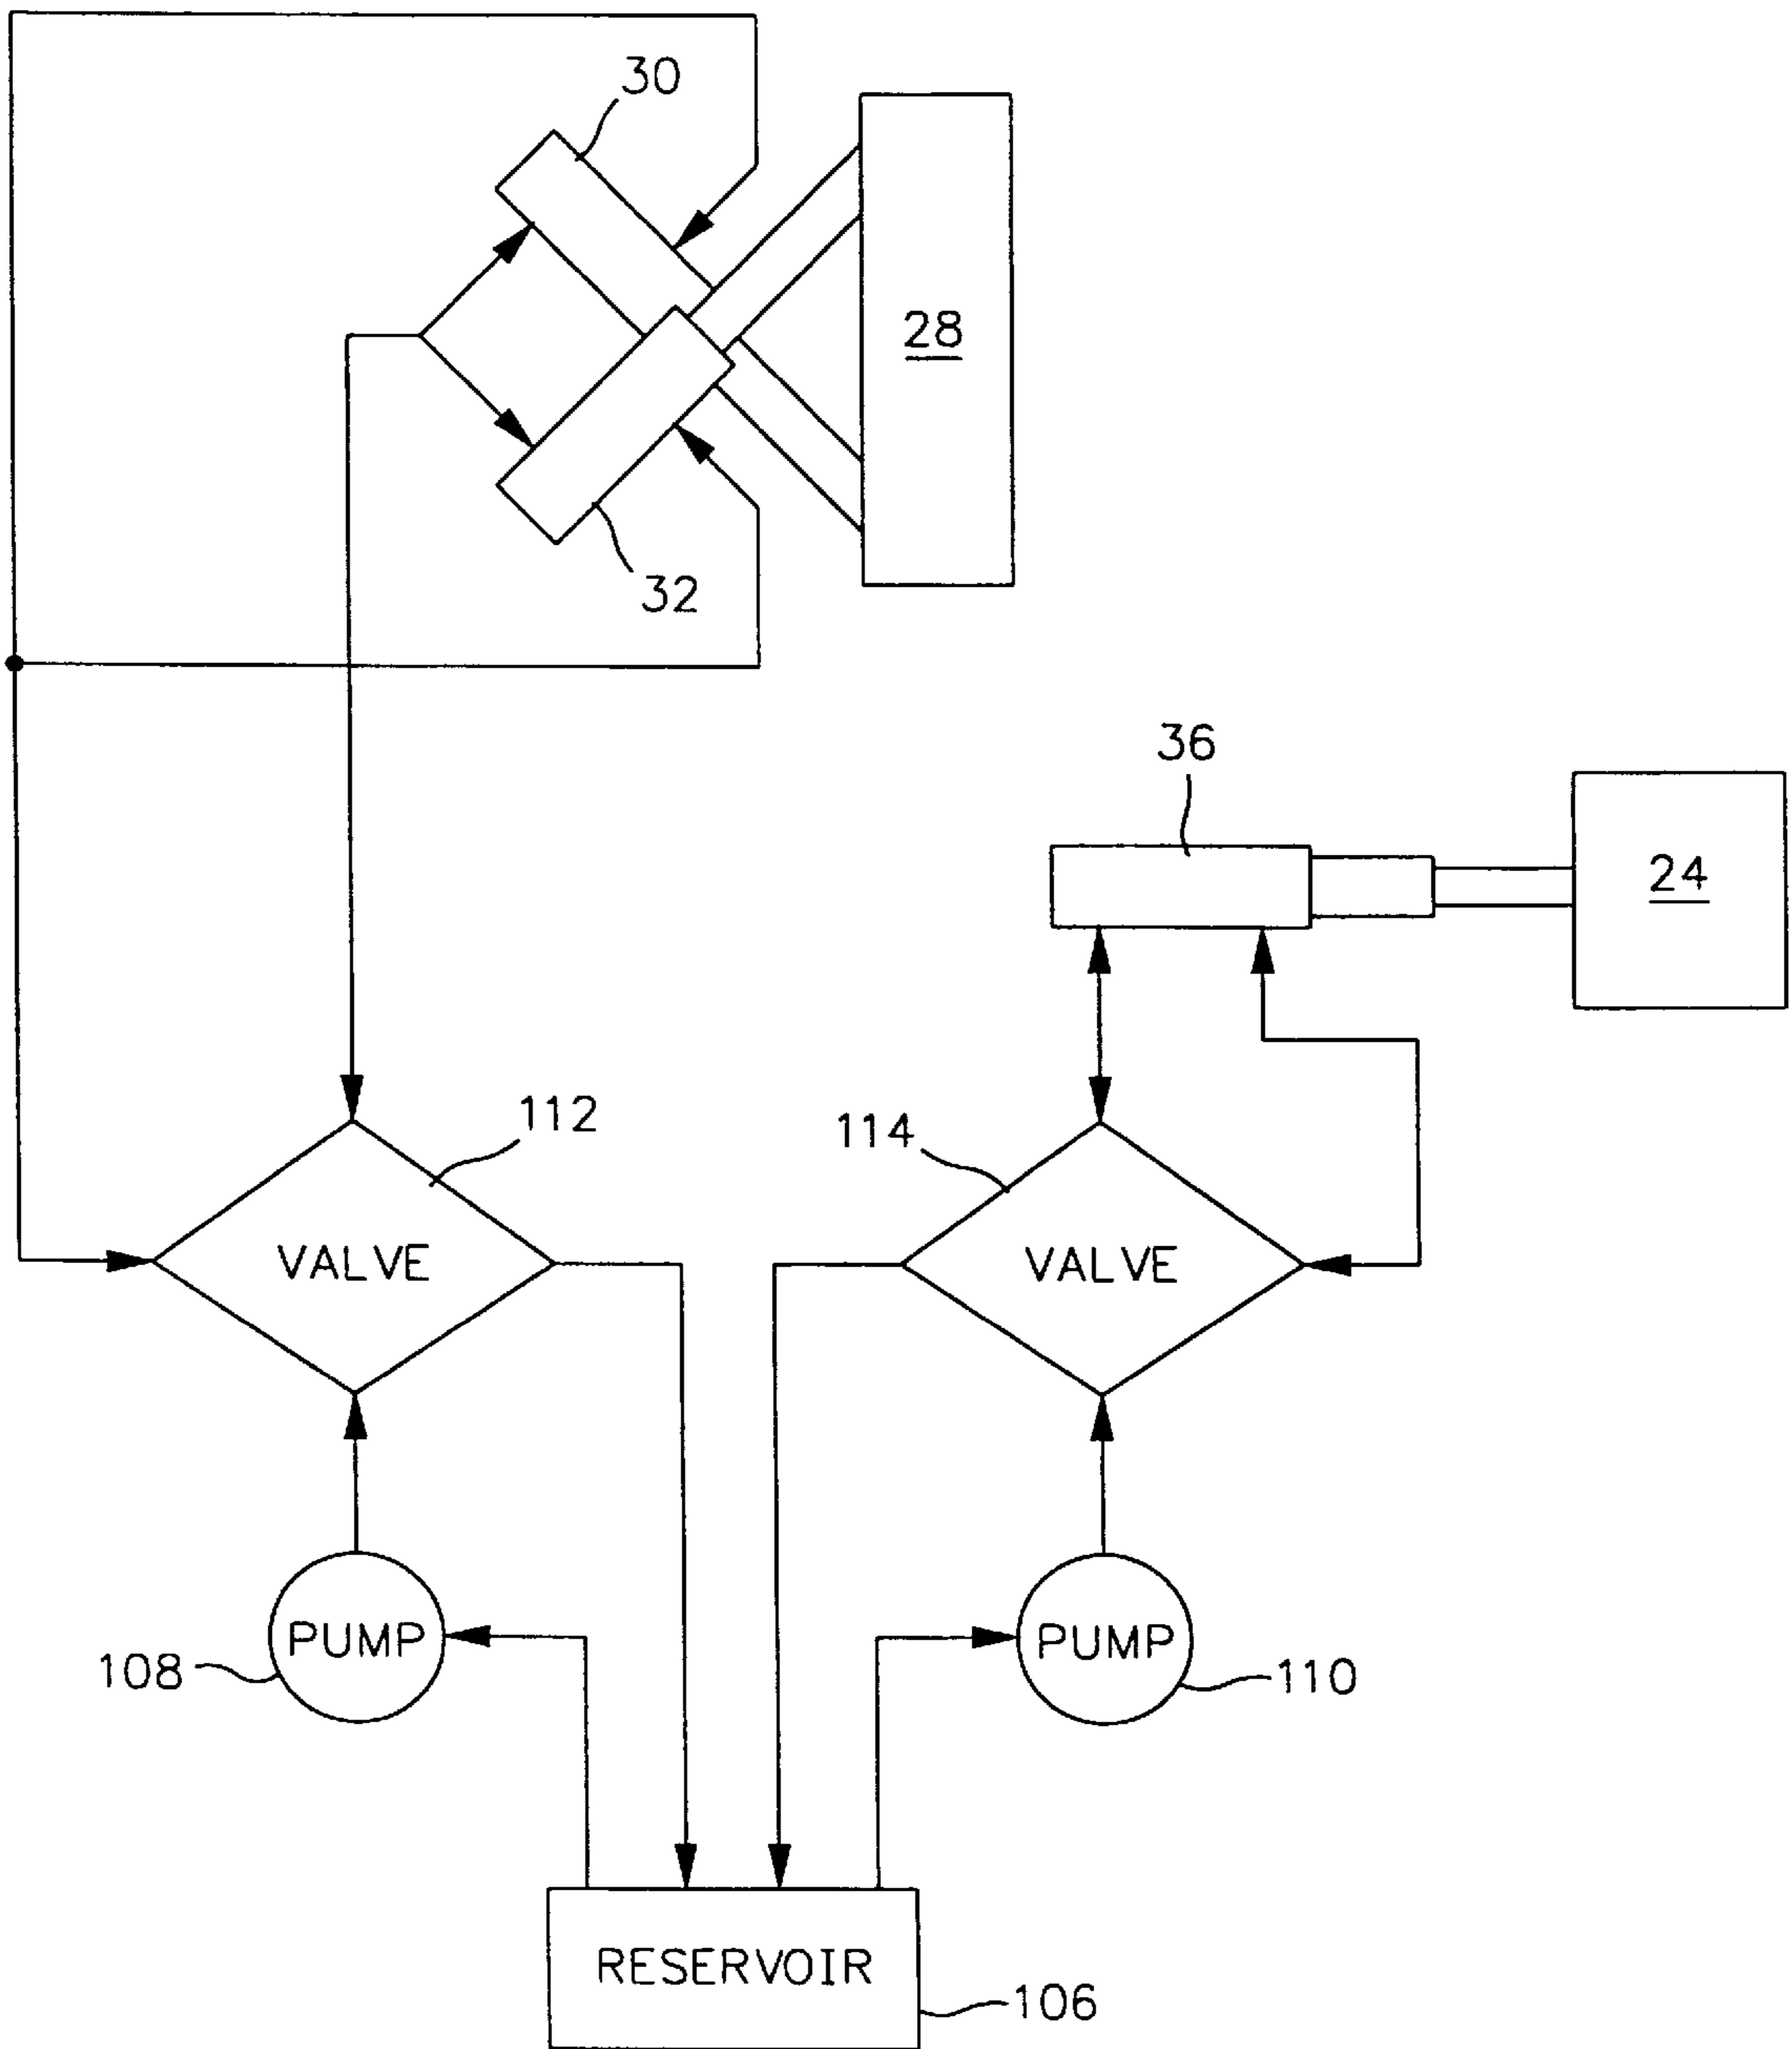 30
28
32
36
24
112
114
VALVE
VALVE
PUMP
PUMP
108
110
RESERVOIR
106